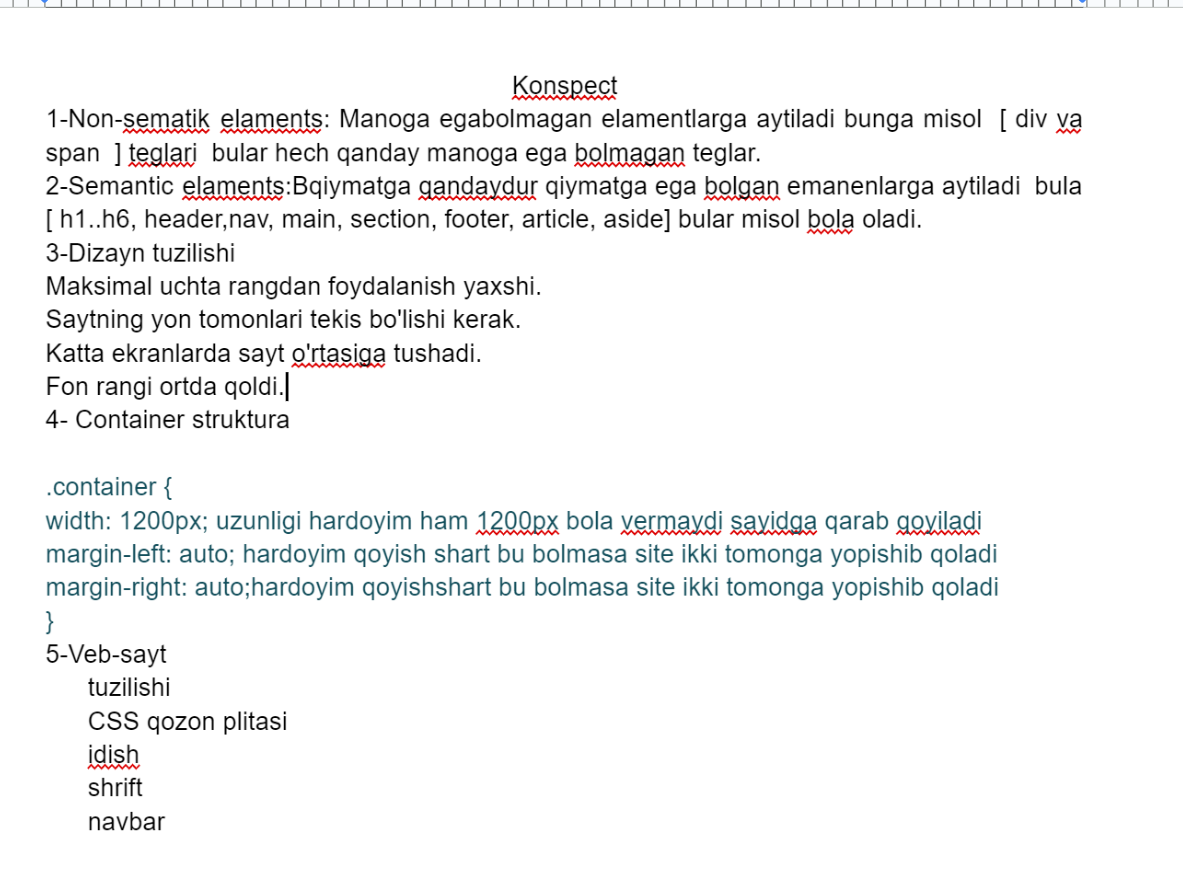 Konspect
1-Non-sematik elaments: Manoga egabolmagan elamentlarga aytiladi bunga misol [ div va
span ] teglari bular hech qanday manoga ega bolmagan teglar.
2-Semantic elaments:Bqiymatga qandaydur qiymatga ega bolgan emanenlarga aytiladi bula
[ h1..h6, header,nav, main, section, footer, article, aside] bular misol bola oladi.
3-Dizayn tuzilishi
Maksimal uchta rangdan foydalanish yaxshi.
Saytning yon tomonlari tekis bo'lishi kerak.
Katta ekranlarda sayt o'rtasiga tushadi.
Fon rangi ortda qoldi.
4- Container struktura
.container {
width: 1200px; uzunligi hardoyim ham 1200px bola vermaydi sayidga qarab qoyiladi
margin-left: auto; hardoyim qoyish shart bu bolmasa site ikki tomonga yopishib qoladi
margin-right: auto;hardoyim qoyishshart bu bolmasa site ikki tomonga yopishib qoladi
}
5-Veb-sayt
tuzilishi
CSS qozon plitasi
idish
shrift
navbar